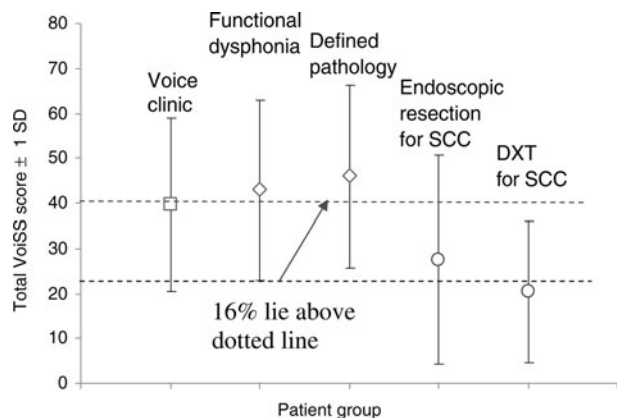 Total VoiSS score ± 1 SD
80
70
60
50
40
30
20
10
0
Voice
clinic
Functional
dysphonia
Defined
pathology
Endoscopic
resection
for SCC
DXT
for SCC
16% lie above
dotted line
Patient group